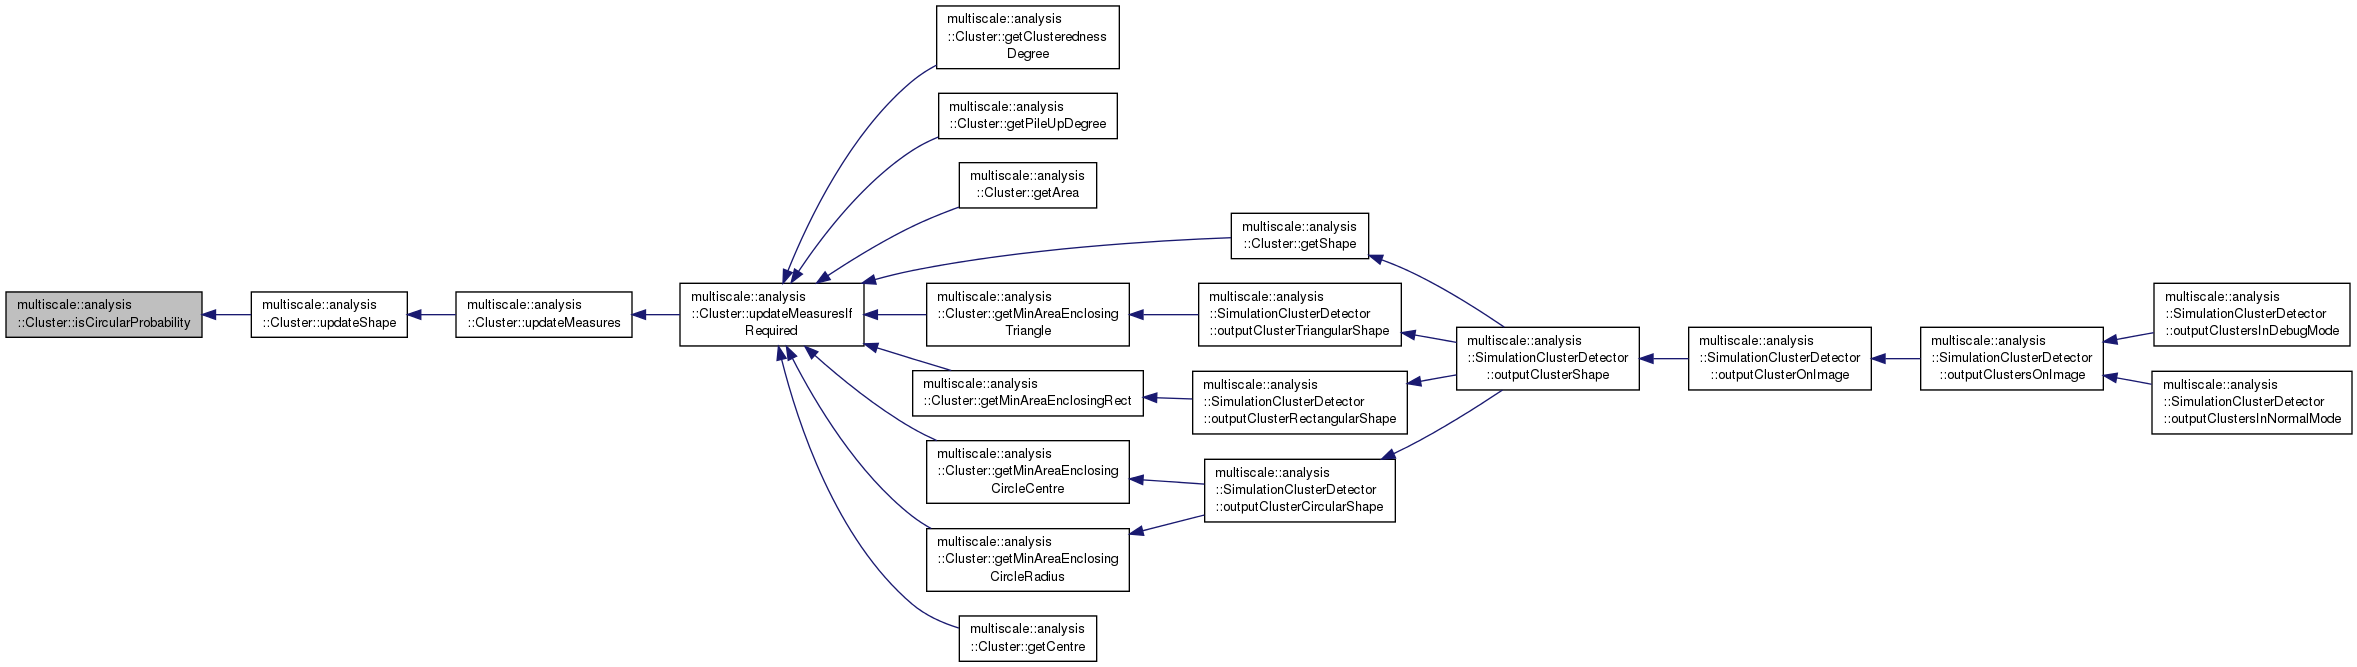 multiscale::analysis
::Cluster::isCircularProbability
multiscale::analysis
::Cluster::updateShape
multiscale::analysis
::Cluster::updateMeasures
multiscale::analysis
::Cluster::updateMeasuresIf
Required
multiscale::analysis
::Cluster::getClusteredness
Degree
multiscale::analysis
::Cluster::getPileUpDegree
multiscale::analysis
::Cluster::getArea
multiscale::analysis
::Cluster::getShape
multiscale::analysis
::Cluster::getMinAreaEnclosing
Triangle
multiscale::analysis
::Cluster::getMinAreaEnclosingRect
multiscale::analysis
::Cluster::getMinAreaEnclosing
CircleCentre
multiscale::analysis
::Cluster::getMinAreaEnclosing
CircleRadius
multiscale::analysis
::Cluster::getCentre
multiscale::analysis
::SimulationClusterDetector
::outputClusterTriangularShape
multiscale::analysis
::SimulationClusterDetector
::outputClusterRectangularShape
multiscale::analysis
::SimulationClusterDetector
::outputClusterCircularShape
multiscale::analysis
::SimulationClusterDetector
::outputClusterShape
multiscale::analysis
::SimulationClusterDetector
::outputClusterOnImage
multiscale::analysis
::SimulationClusterDetector
::outputClustersOnImage
multiscale::analysis
::SimulationClusterDetector
::outputClustersInDebugMode
multiscale::analysis
::SimulationClusterDetector
::outputClustersInNormalMode